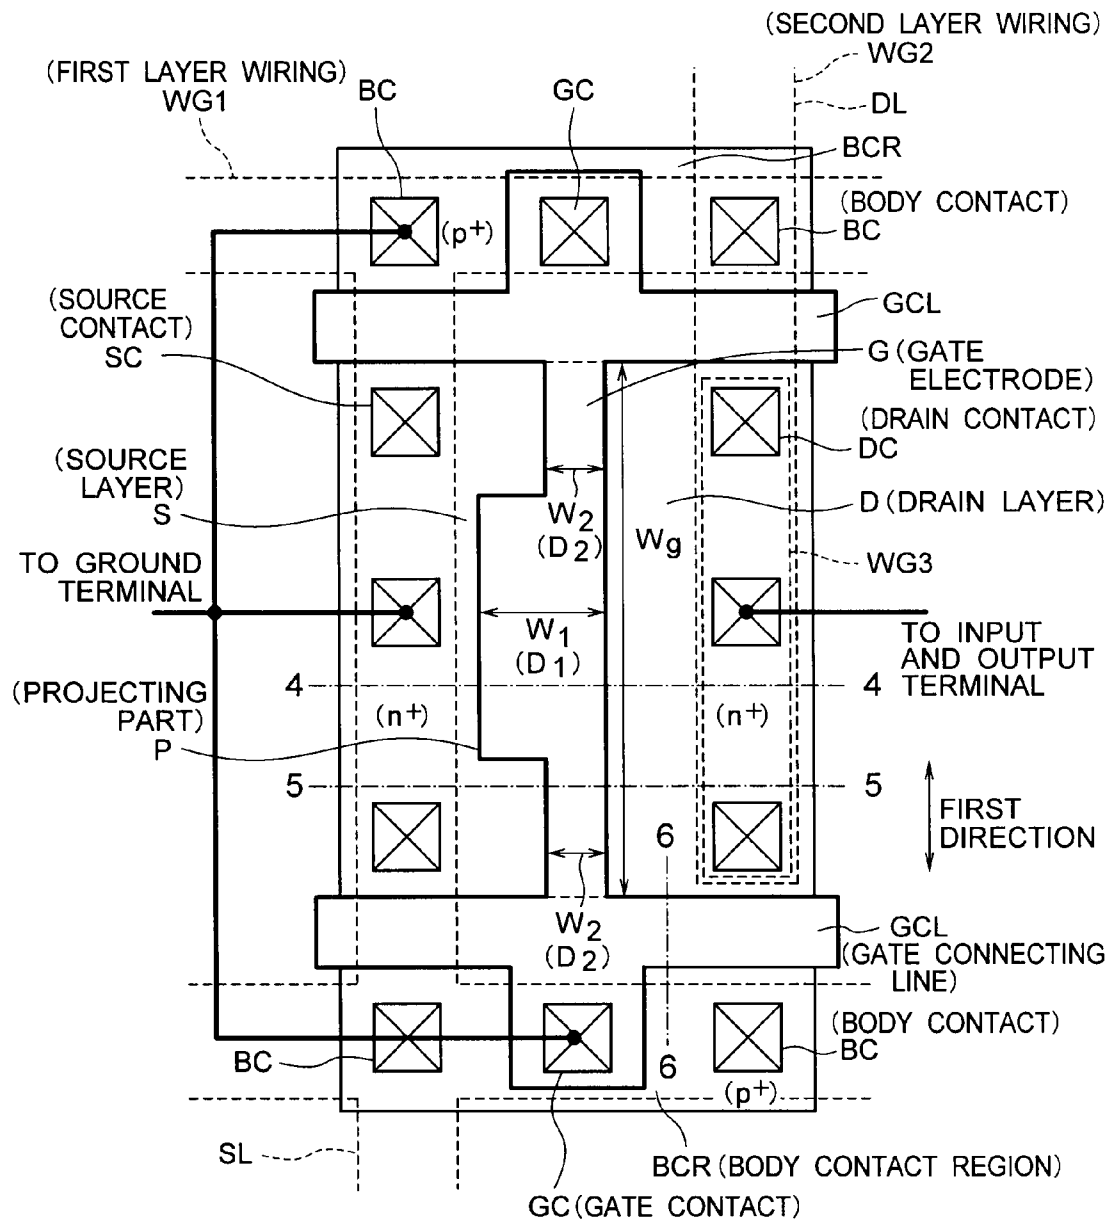 (SECOND LAYER WIRING)
WG2
(FIRST LAYER WIRING)
WG1
BC
GC
DL
BCR
(BODY CONTACT)
BC
(p+)
(SOURCE
CONTACT)
SC
GCL
G (GATE
ELECTRODE)
(DRAIN CONTACT)
DC
(SOURCE
LAYER)
S
W2
(D2)
Wg
D (DRAIN LAYER)
WG3
TO GROUND
TERMINAL
W1
(D1)
TO INPUT
AND OUTPUT
TERMINAL
(PROJECTING
PART)
P
4
4
(n+)
(n+)
5
5
FIRST
DIRECTION
6
W2
(D2)
GCL
(GATE CONNECTING
LINE)
(BODY CONTACT)
BC
BC
6
(p+)
SL
BCR (BODY CONTACT REGION)
GC (GATE CONTACT)